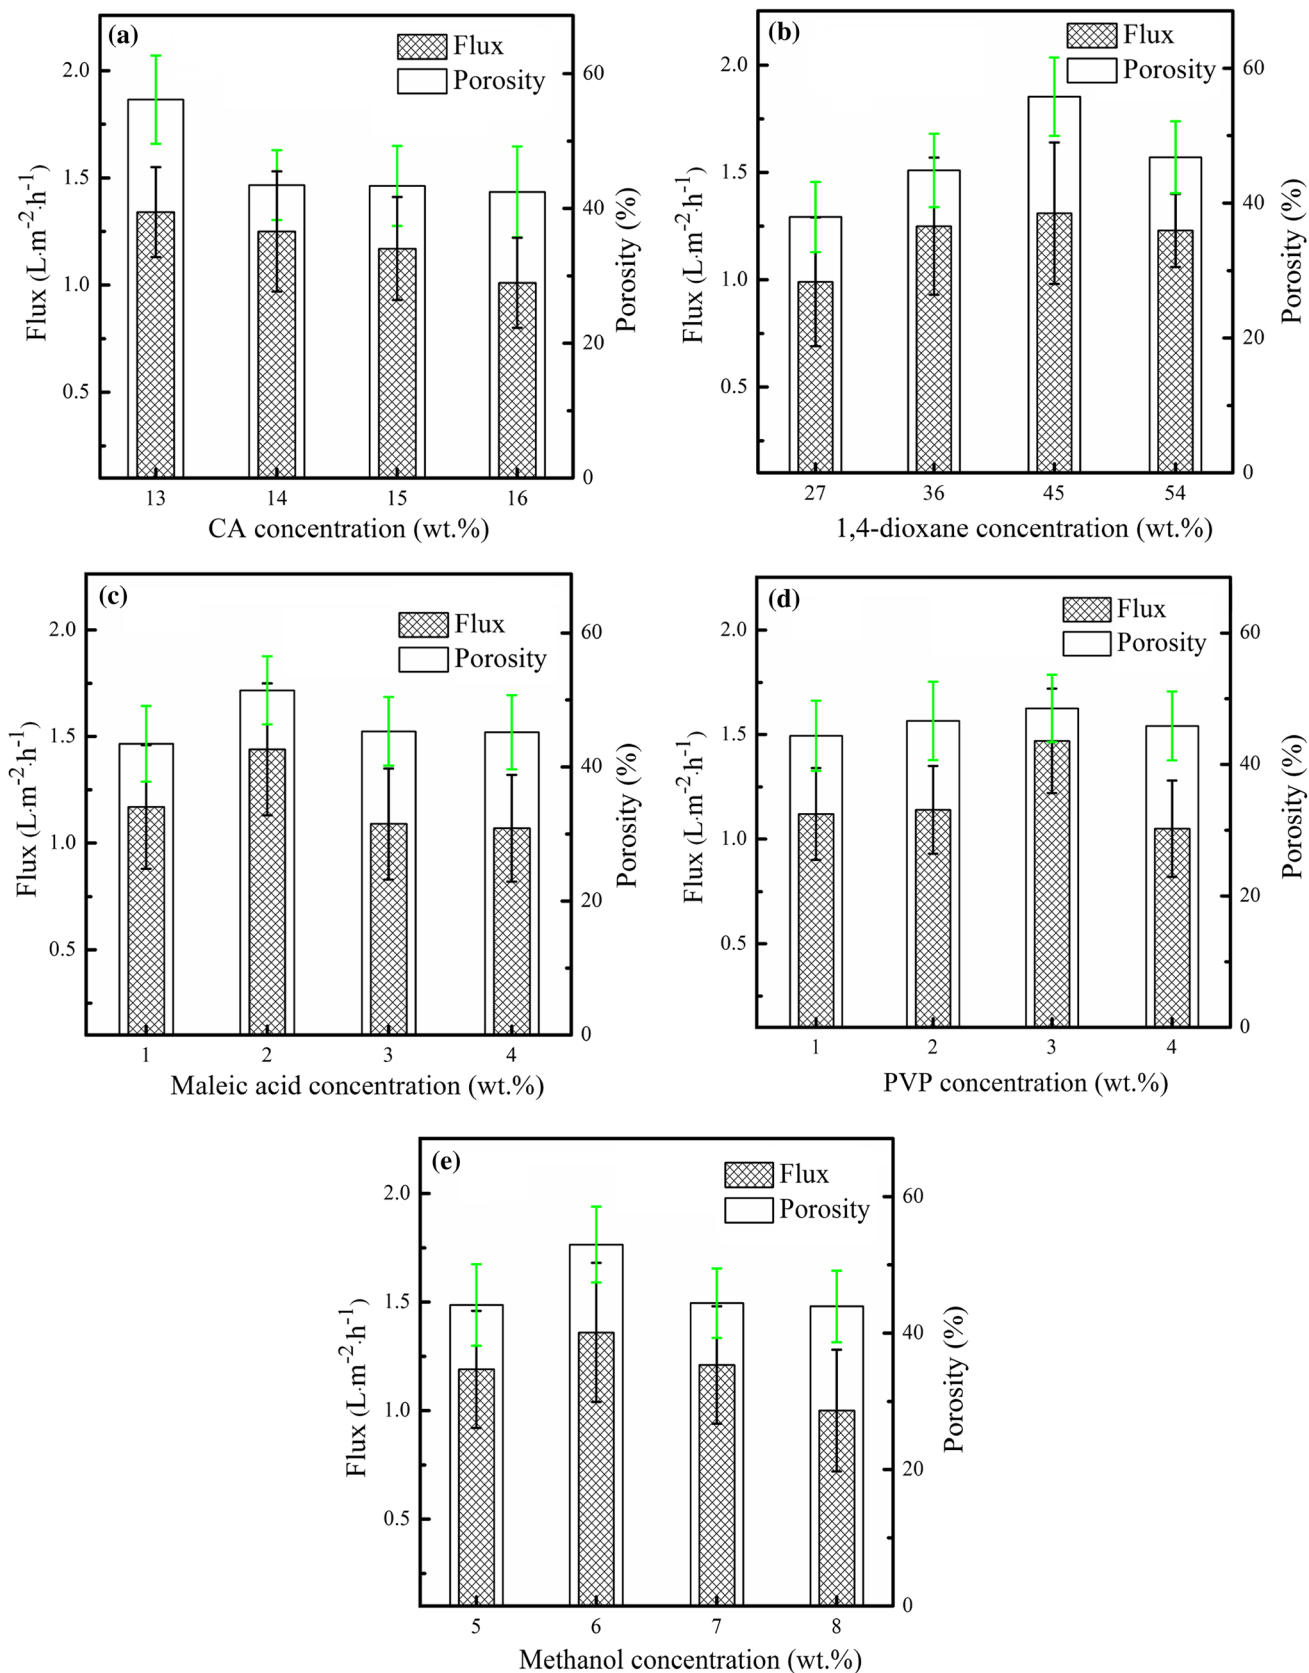 (a)
Flux
Porosity
2.0
1.5
1.0
0.5
60
40
20
0
Flux (L·m⁻²·h⁻¹)
Porosity (%)
13 14 15 16
CA concentration (wt.%)
(b)
Flux
Porosity
2.0
1.5
1.0
0.5
60
40
20
0
Flux (L·m⁻²·h⁻¹)
Porosity (%)
27 36 45 54
1,4-dioxane concentration (wt.%)
(c)
Flux
Porosity
2.0
1.5
1.0
0.5
60
40
20
0
Flux (L·m⁻²·h⁻¹)
Porosity (%)
1 2 3 4
Maleic acid concentration (wt.%)
(d)
Flux
Porosity
2.0
1.5
1.0
0.5
60
40
20
0
Flux (L·m⁻²·h⁻¹)
Porosity (%)
1 2 3 4
PVP concentration (wt.%)
(e)
Flux
Porosity
2.0
1.5
1.0
0.5
60
40
20
0
Flux (L·m⁻²·h⁻¹)
Porosity (%)
5 6 7 8
Methanol concentration (wt.%)